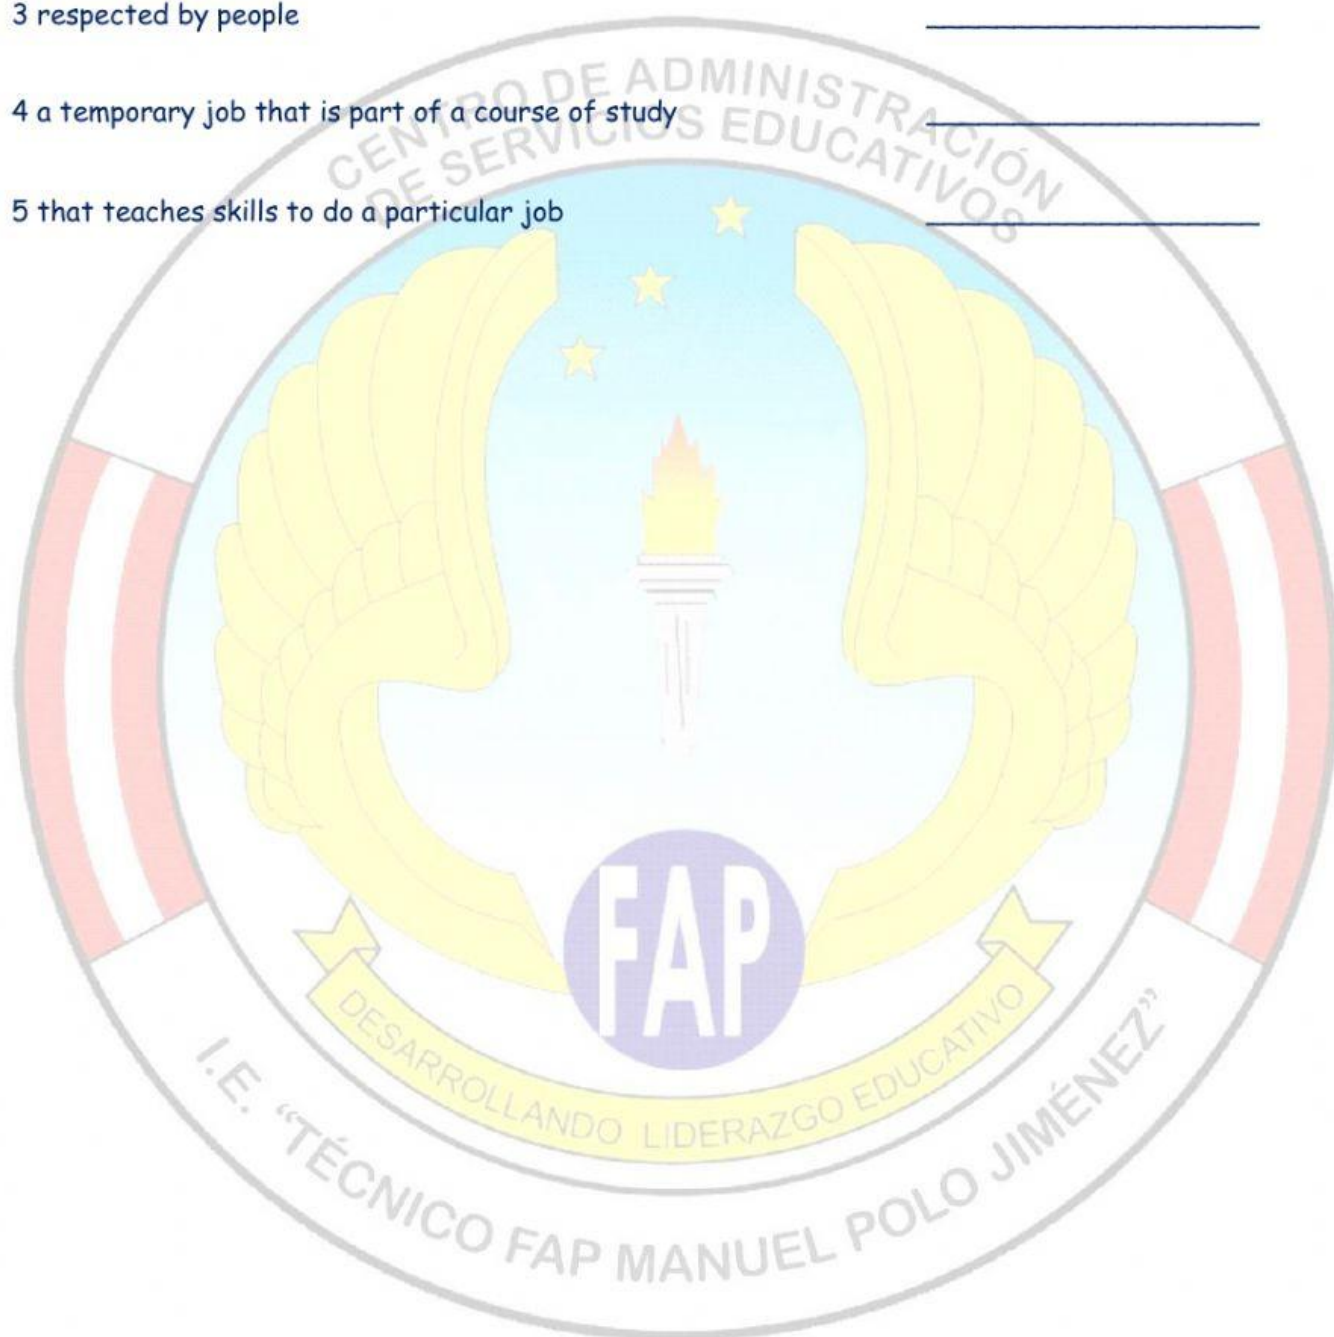 3 respected by people
4 a temporary job that is part of a course of study
5 that teaches skills to do a particular job
CENTRO DE ADMINISTRACIÓN
DE SERVICIOS EDUCATIVOS
FAP
DESARROLLANDO LIDERAZGO EDUCATIVO
I.E. “TÉCNICO FAP MANUEL POLO JIMÉNEZ”